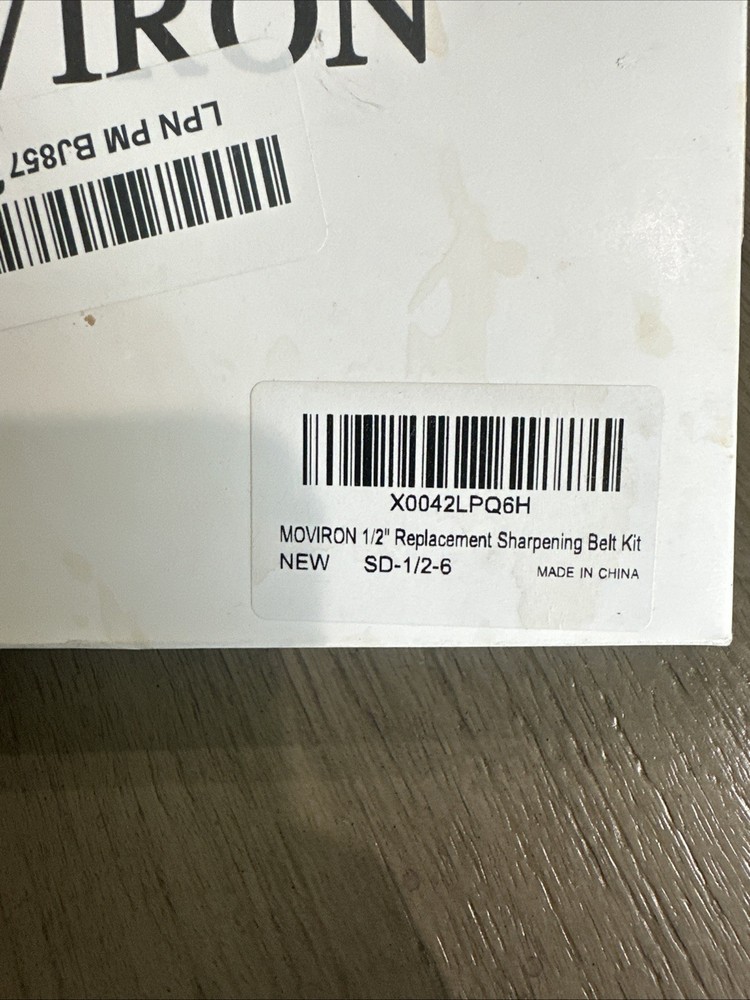 VIRON
LPN PM BJ857
X0042LPQ6H
MOVIRON 1/2" Replacement Sharpening Belt Kit
NEW SD-1/2-6
MADE IN CHINA